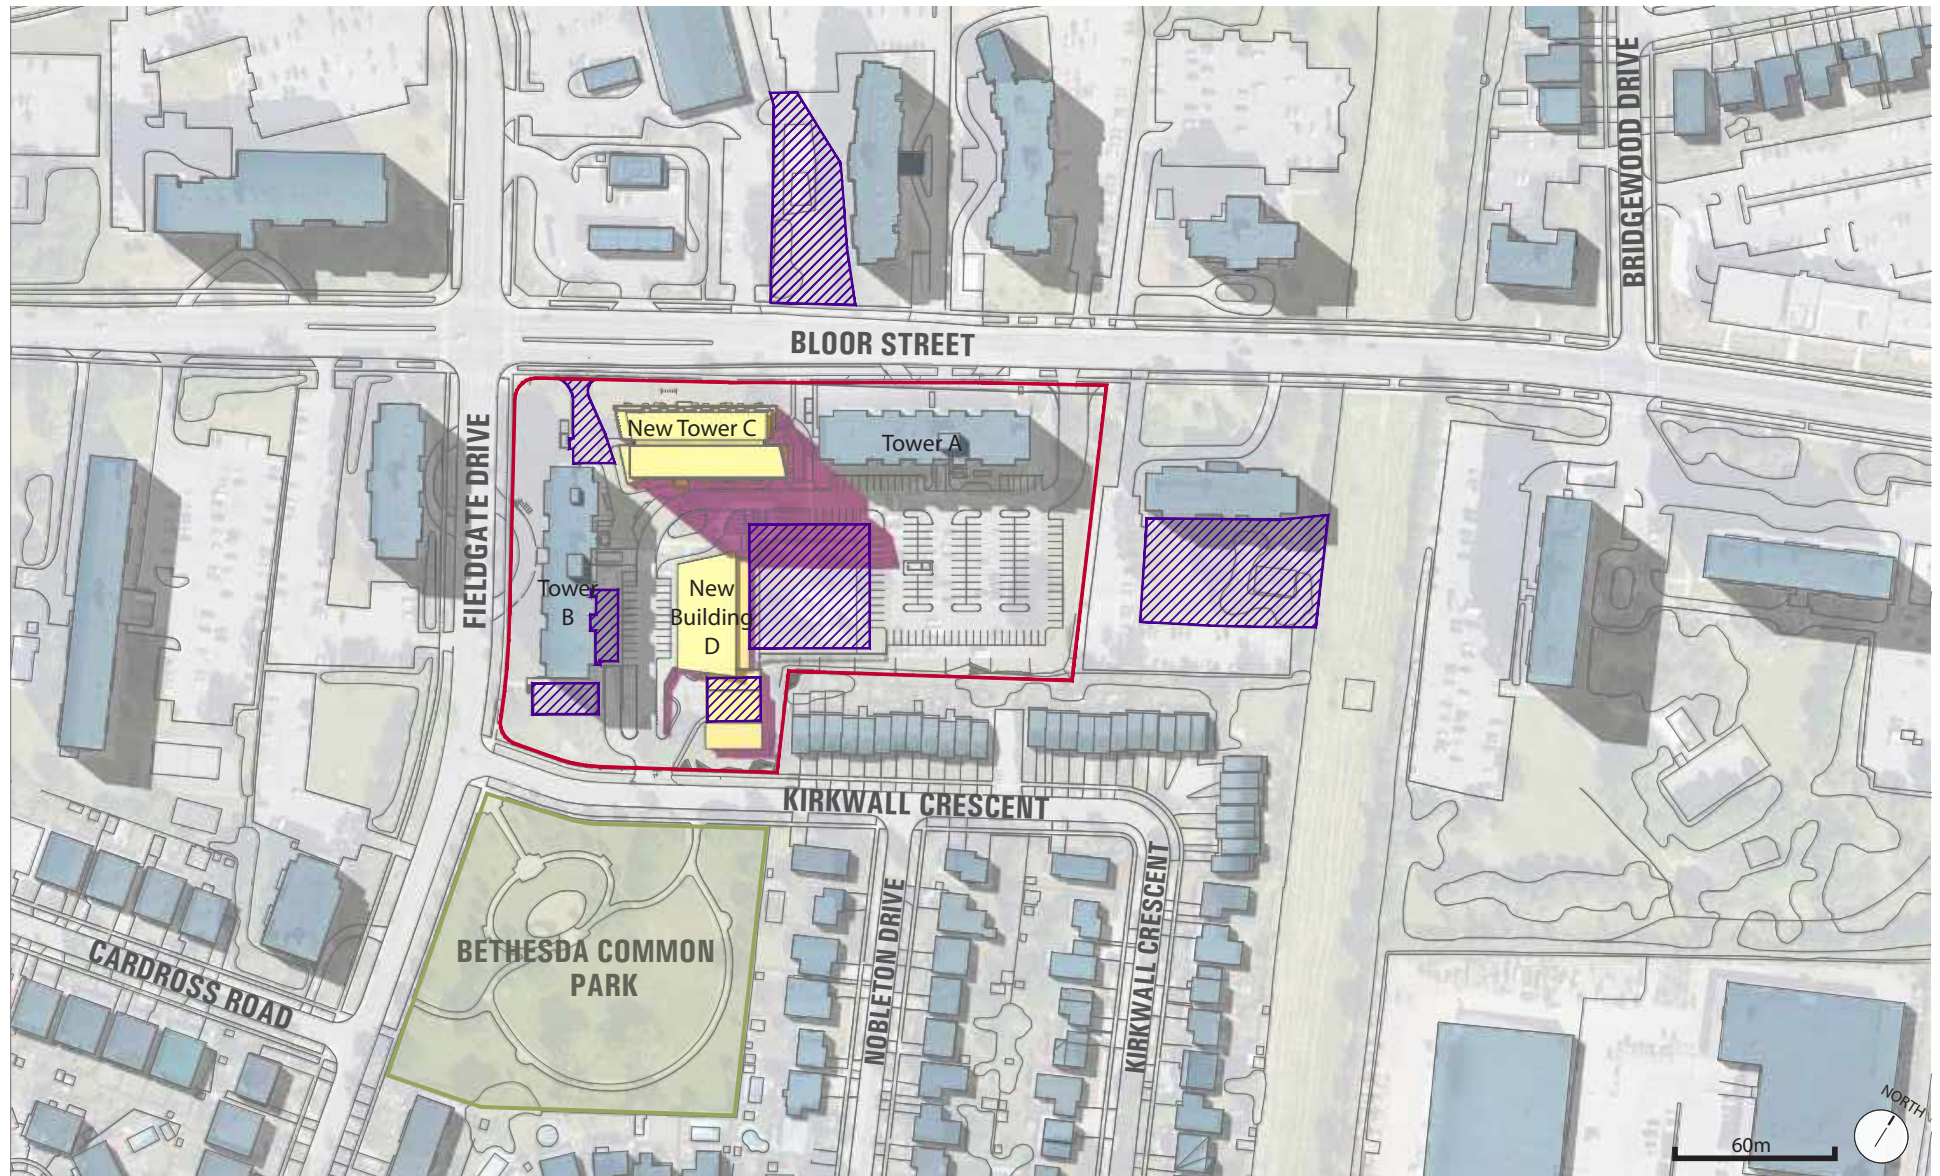 BRIDGEWOOD DRIVE
BLOOR STREET
FIELDGATE DRIVE
New Tower C
Tower A
Tower
B
New
Building
D
KIRKWALL CRESCENT
KIRKWALL CRESCENT
NOBLETON DRIVE
BETHESDA COMMON
PARK
CARDROSS ROAD
NORTH
60m